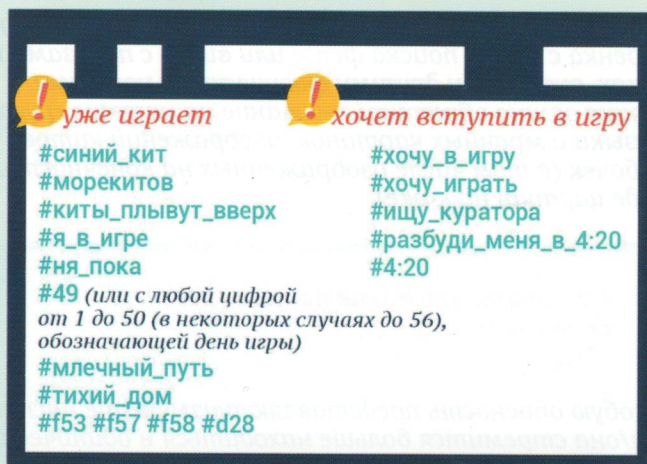 уже играет
#синий_кит
#морекитов
#киты_плывут_вверх
#я_в_игре
#ня_пока
#49 (или с любой цифрой
от 1 до 50 (в некоторых случаях до 56),
обозначающей день игры)
#млечный_путь
#тихий_дом
#f53 #f57 #f58 #d28
хочет вступить в игру
#хочу_в_игру
#хочу_играть
#ищу_куратора
#разбуди_меня_в_4:20
#4:20